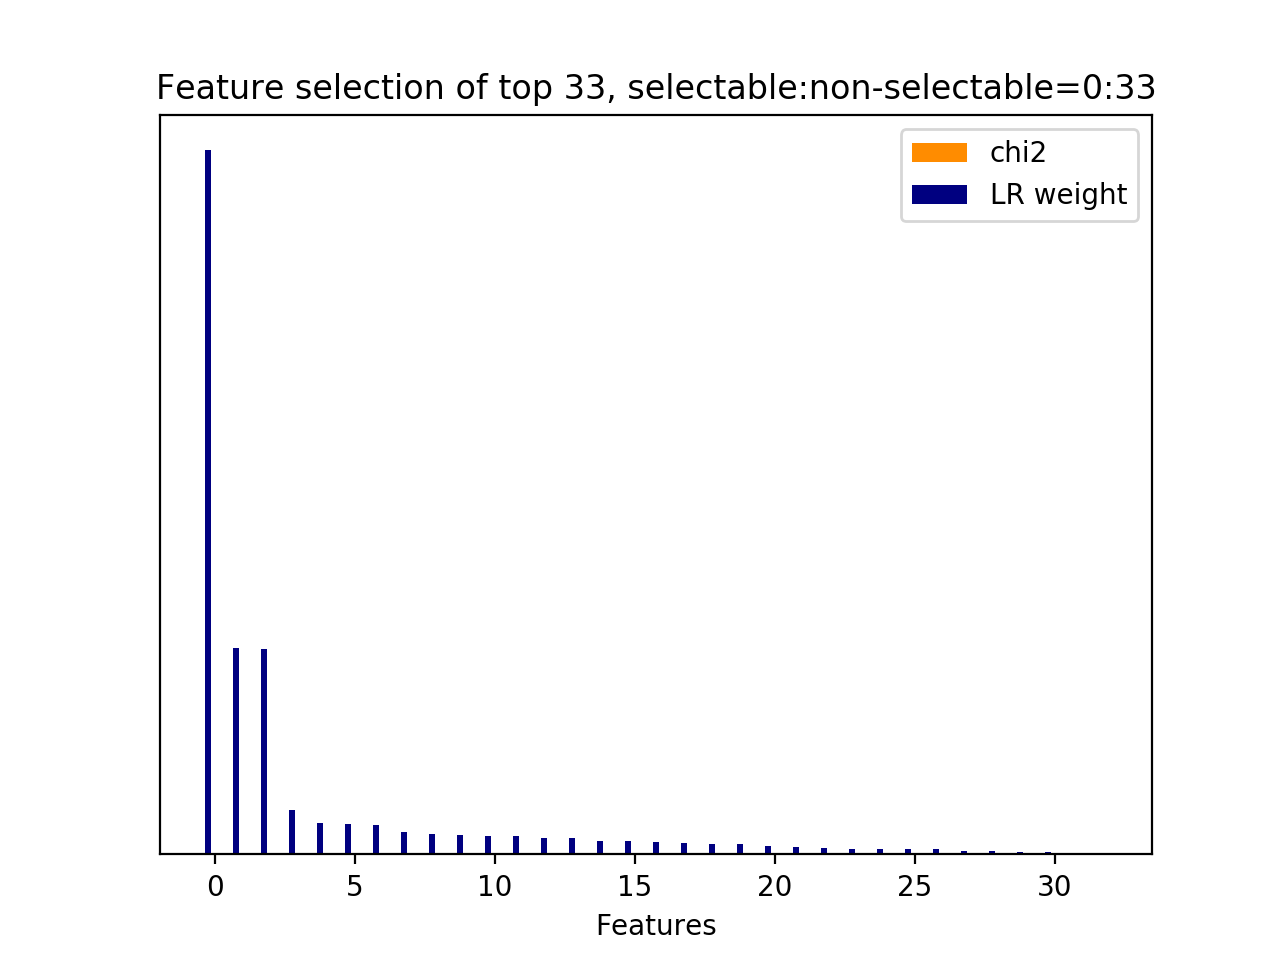 Feature selection of top 33, selectable:non-selectable=0:33
chi2
LR weight
0 5 10 15 20 25 30
Features